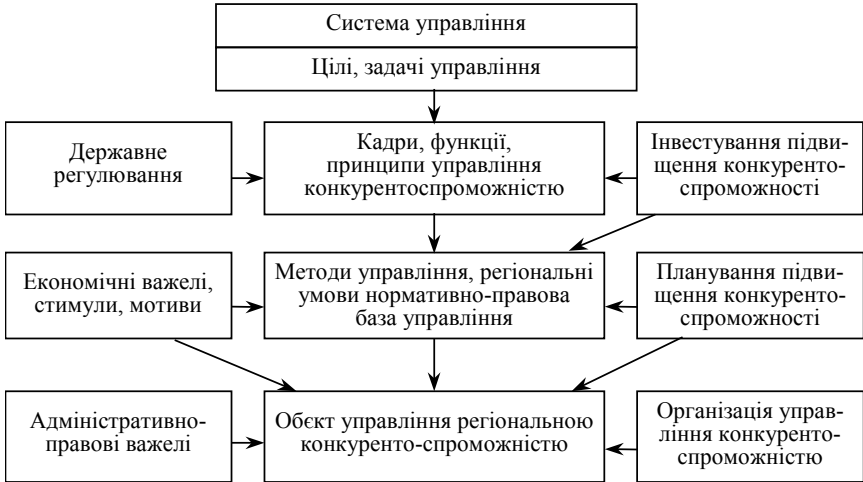 Система управління
Цілі, задачі управління
Державне
регулювання
Кадри, функції,
принципи управління
конкурентоспроможністю
Інвестування підви-
щення конкуренто-
спроможності
Економічні важелі,
стимули, мотиви
Методи управління, регіональні
умови нормативно-правова
база управління
Планування підви-
щення конкуренто-
спроможності
Адміністративно-
правові важелі
Обєкт управління регіональною
конкуренто-спроможністю
Організація управ-
ління конкуренто-
спроможністю